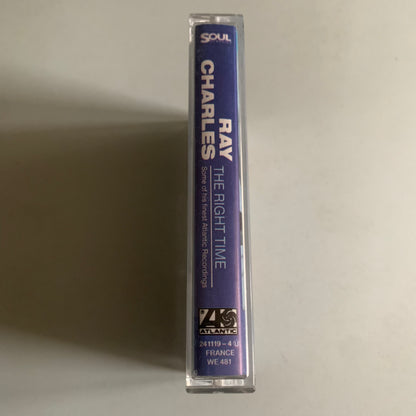 SOUL
RAY
CHARLES
THE RIGHT TIME
Some of his finest Atlantic Recordings
ATLANTIC
241119-4 U
FRANCE
WE 481